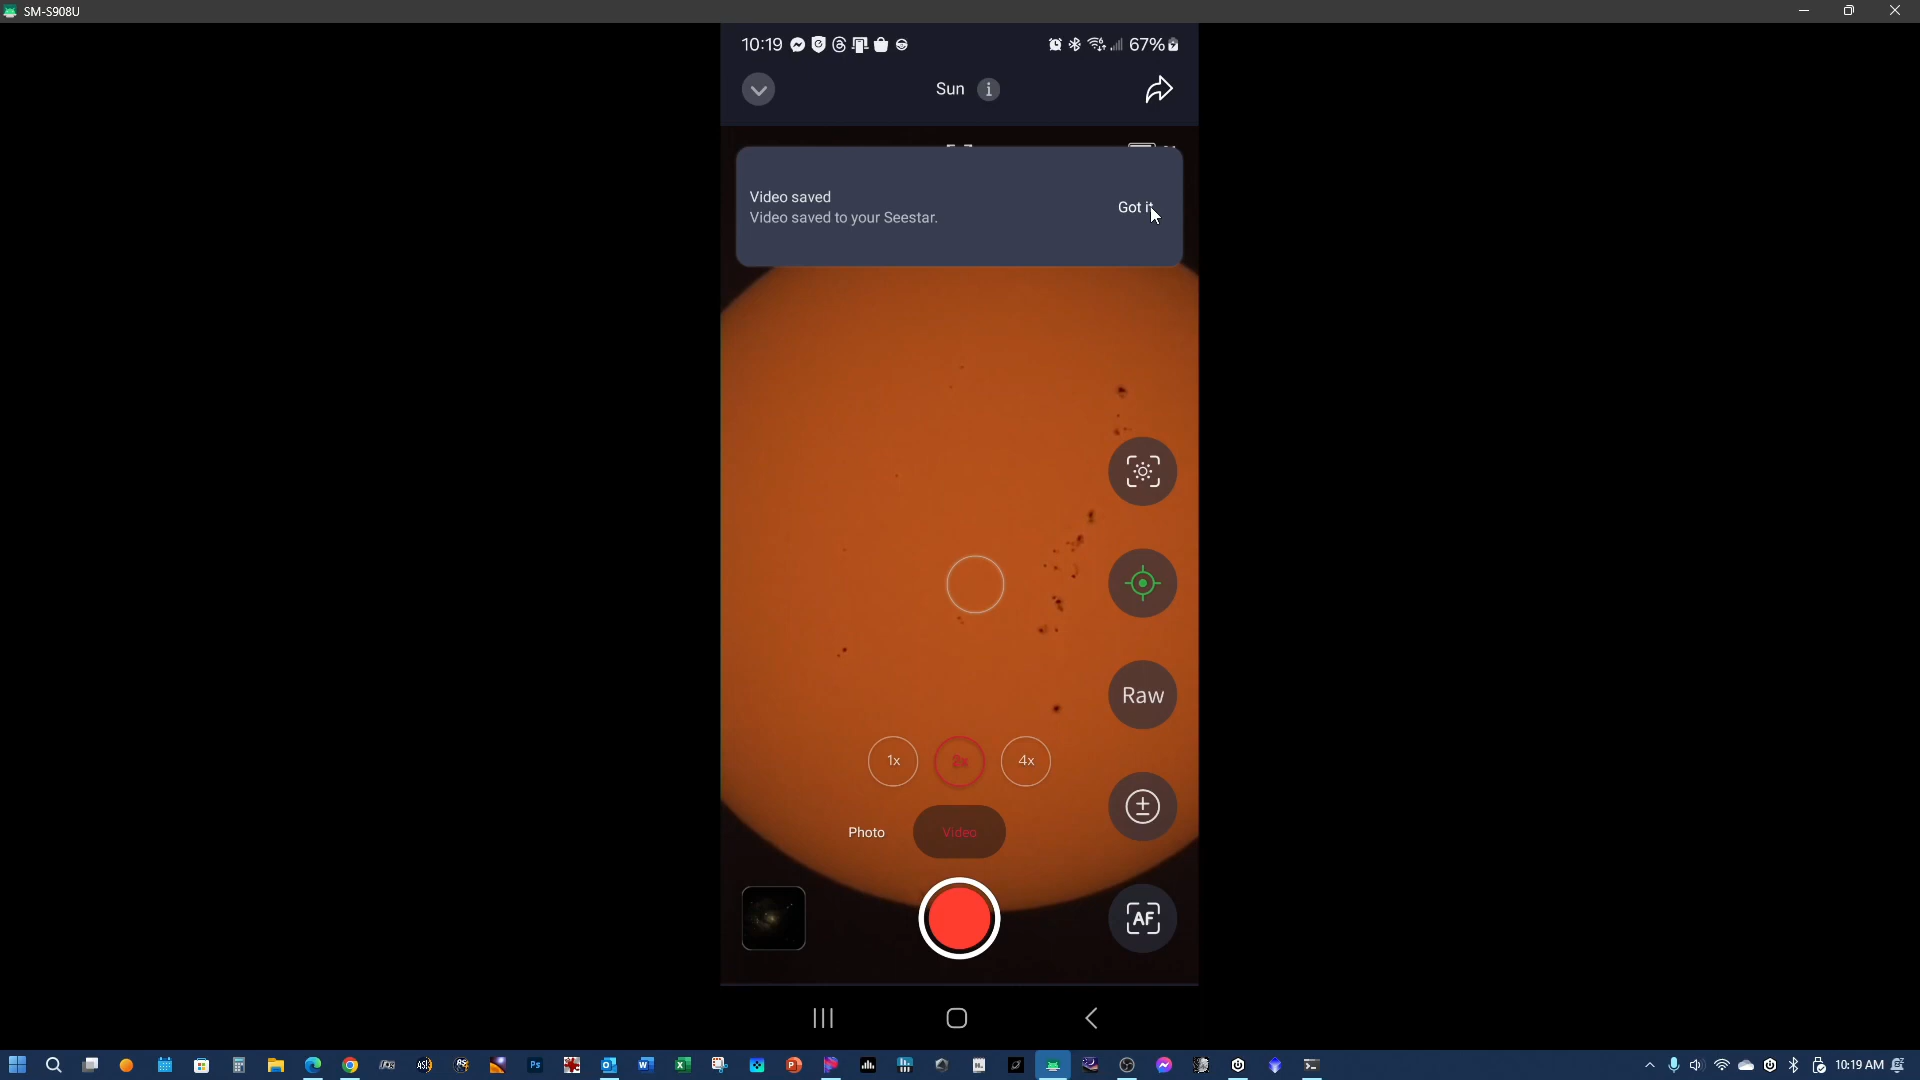 SM-S908U
10:19
67%
Sun
Video saved
Video saved to your Seestar.
Got it
Raw
1x
2x
4x
Photo
Video
AF
10:19 AM